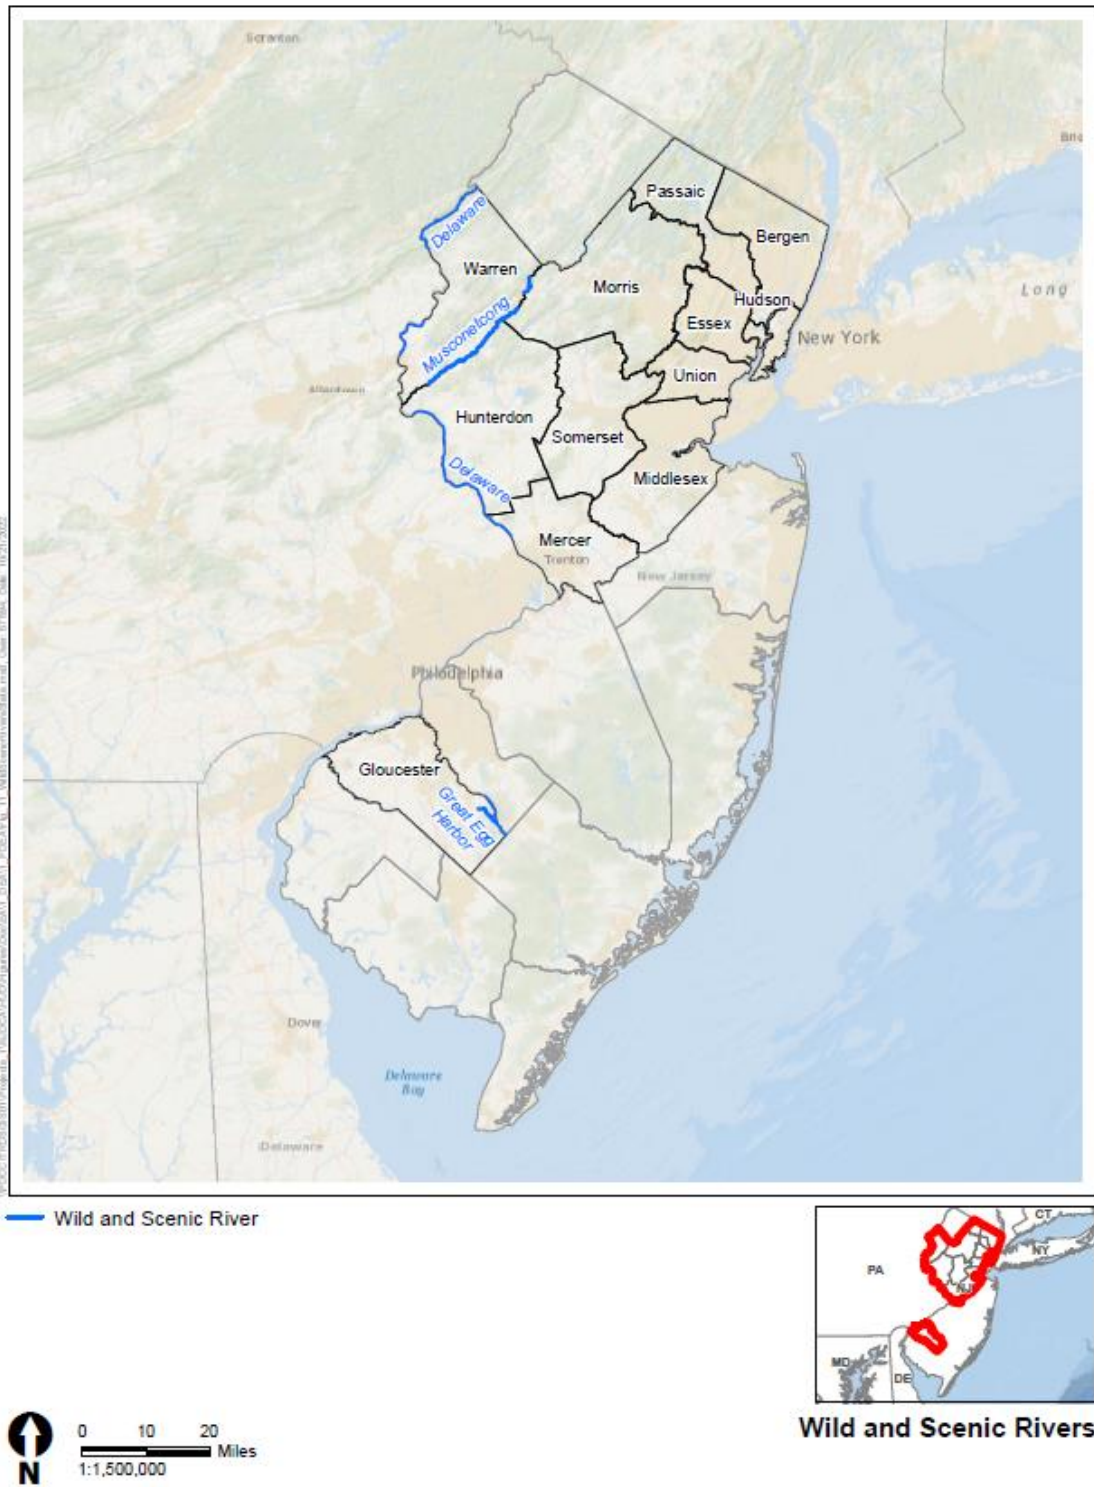 Scranton
Passaic
Bergen
Delaware
Warren
Morris
Hudson
Long
Essex
New York
Musconetcong
Union
Allentown
Hunterdon
Somerset
Delaware
Middlesex
Mercer
Trenton
New Jersey
Philadelphia
Gloucester
Great Egg
Harbor
Dover
Delaware
Bay
Delaware
Wild and Scenic River
CT
NY
PA
NJ
MD
DE
Wild and Scenic Rivers
0 10 20
Miles
1:1,500,000
N